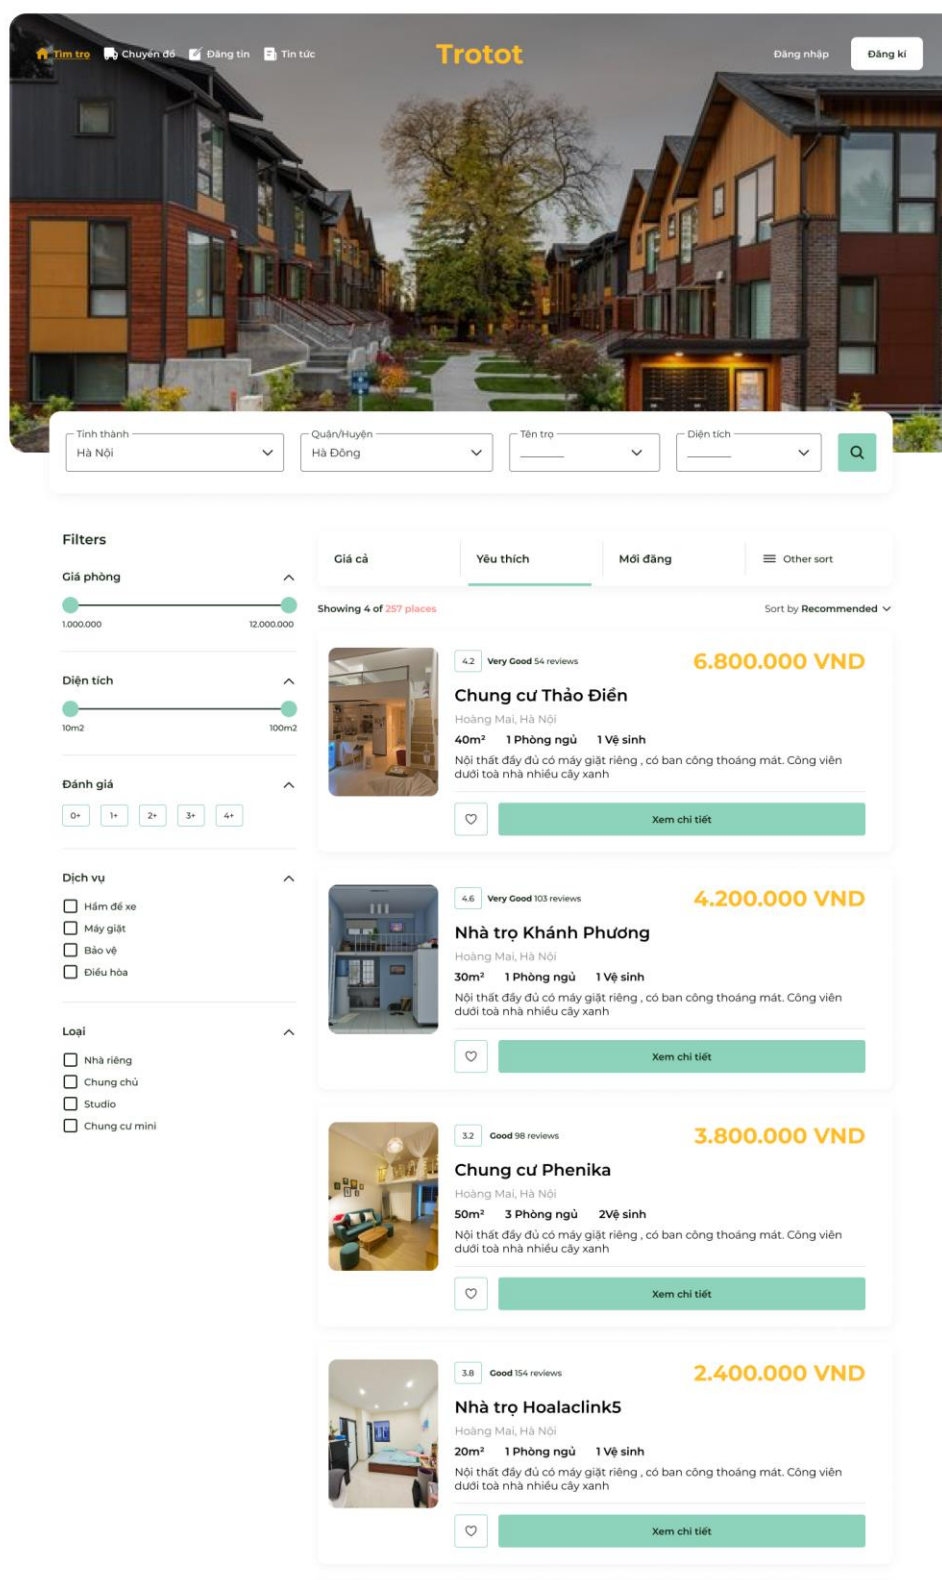 Tìm trọ Chuyển đồ Đăng tin Tin tức
Trotot
Đăng nhập Đăng kí
Tỉnh thành
Hà Nội
Quận/Huyện
Hà Đông
Tên trọ
Diện tích
Filters
Giá phòng
1.000.000 12.000.000
Diện tích
10m2 100m2
Đánh giá
0+ 1+ 2+ 3+ 4+
Dịch vụ
Hầm để xe
Máy giặt
Bảo vệ
Điều hòa
Loại
Nhà riêng
Chung chủ
Studio
Chung cư mini
Giá cả Yêu thích Mới đăng Other sort
Showing 4 of 257 places Sort by Recommended
4.2 Very Good 54 reviews 6.800.000 VND
Chung cư Thảo Điền
Hoàng Mai, Hà Nội
40m² 1 Phòng ngủ 1 Vệ sinh
Nội thất đầy đủ có máy giặt riêng , có ban công thoáng mát. Công viên
dưới toà nhà nhiều cây xanh
Xem chi tiết
4.6 Very Good 103 reviews 4.200.000 VND
Nhà trọ Khánh Phương
Hoàng Mai, Hà Nội
30m² 1 Phòng ngủ 1 Vệ sinh
Nội thất đầy đủ có máy giặt riêng , có ban công thoáng mát. Công viên
dưới toà nhà nhiều cây xanh
Xem chi tiết
3.2 Good 98 reviews 3.800.000 VND
Chung cư Phenika
Hoàng Mai, Hà Nội
50m² 3 Phòng ngủ 2Vệ sinh
Nội thất đầy đủ có máy giặt riêng , có ban công thoáng mát. Công viên
dưới toà nhà nhiều cây xanh
Xem chi tiết
3.8 Good 154 reviews 2.400.000 VND
Nhà trọ Hoalaclink5
Hoàng Mai, Hà Nội
20m² 1 Phòng ngủ 1 Vệ sinh
Nội thất đầy đủ có máy giặt riêng , có ban công thoáng mát. Công viên
dưới toà nhà nhiều cây xanh
Xem chi tiết